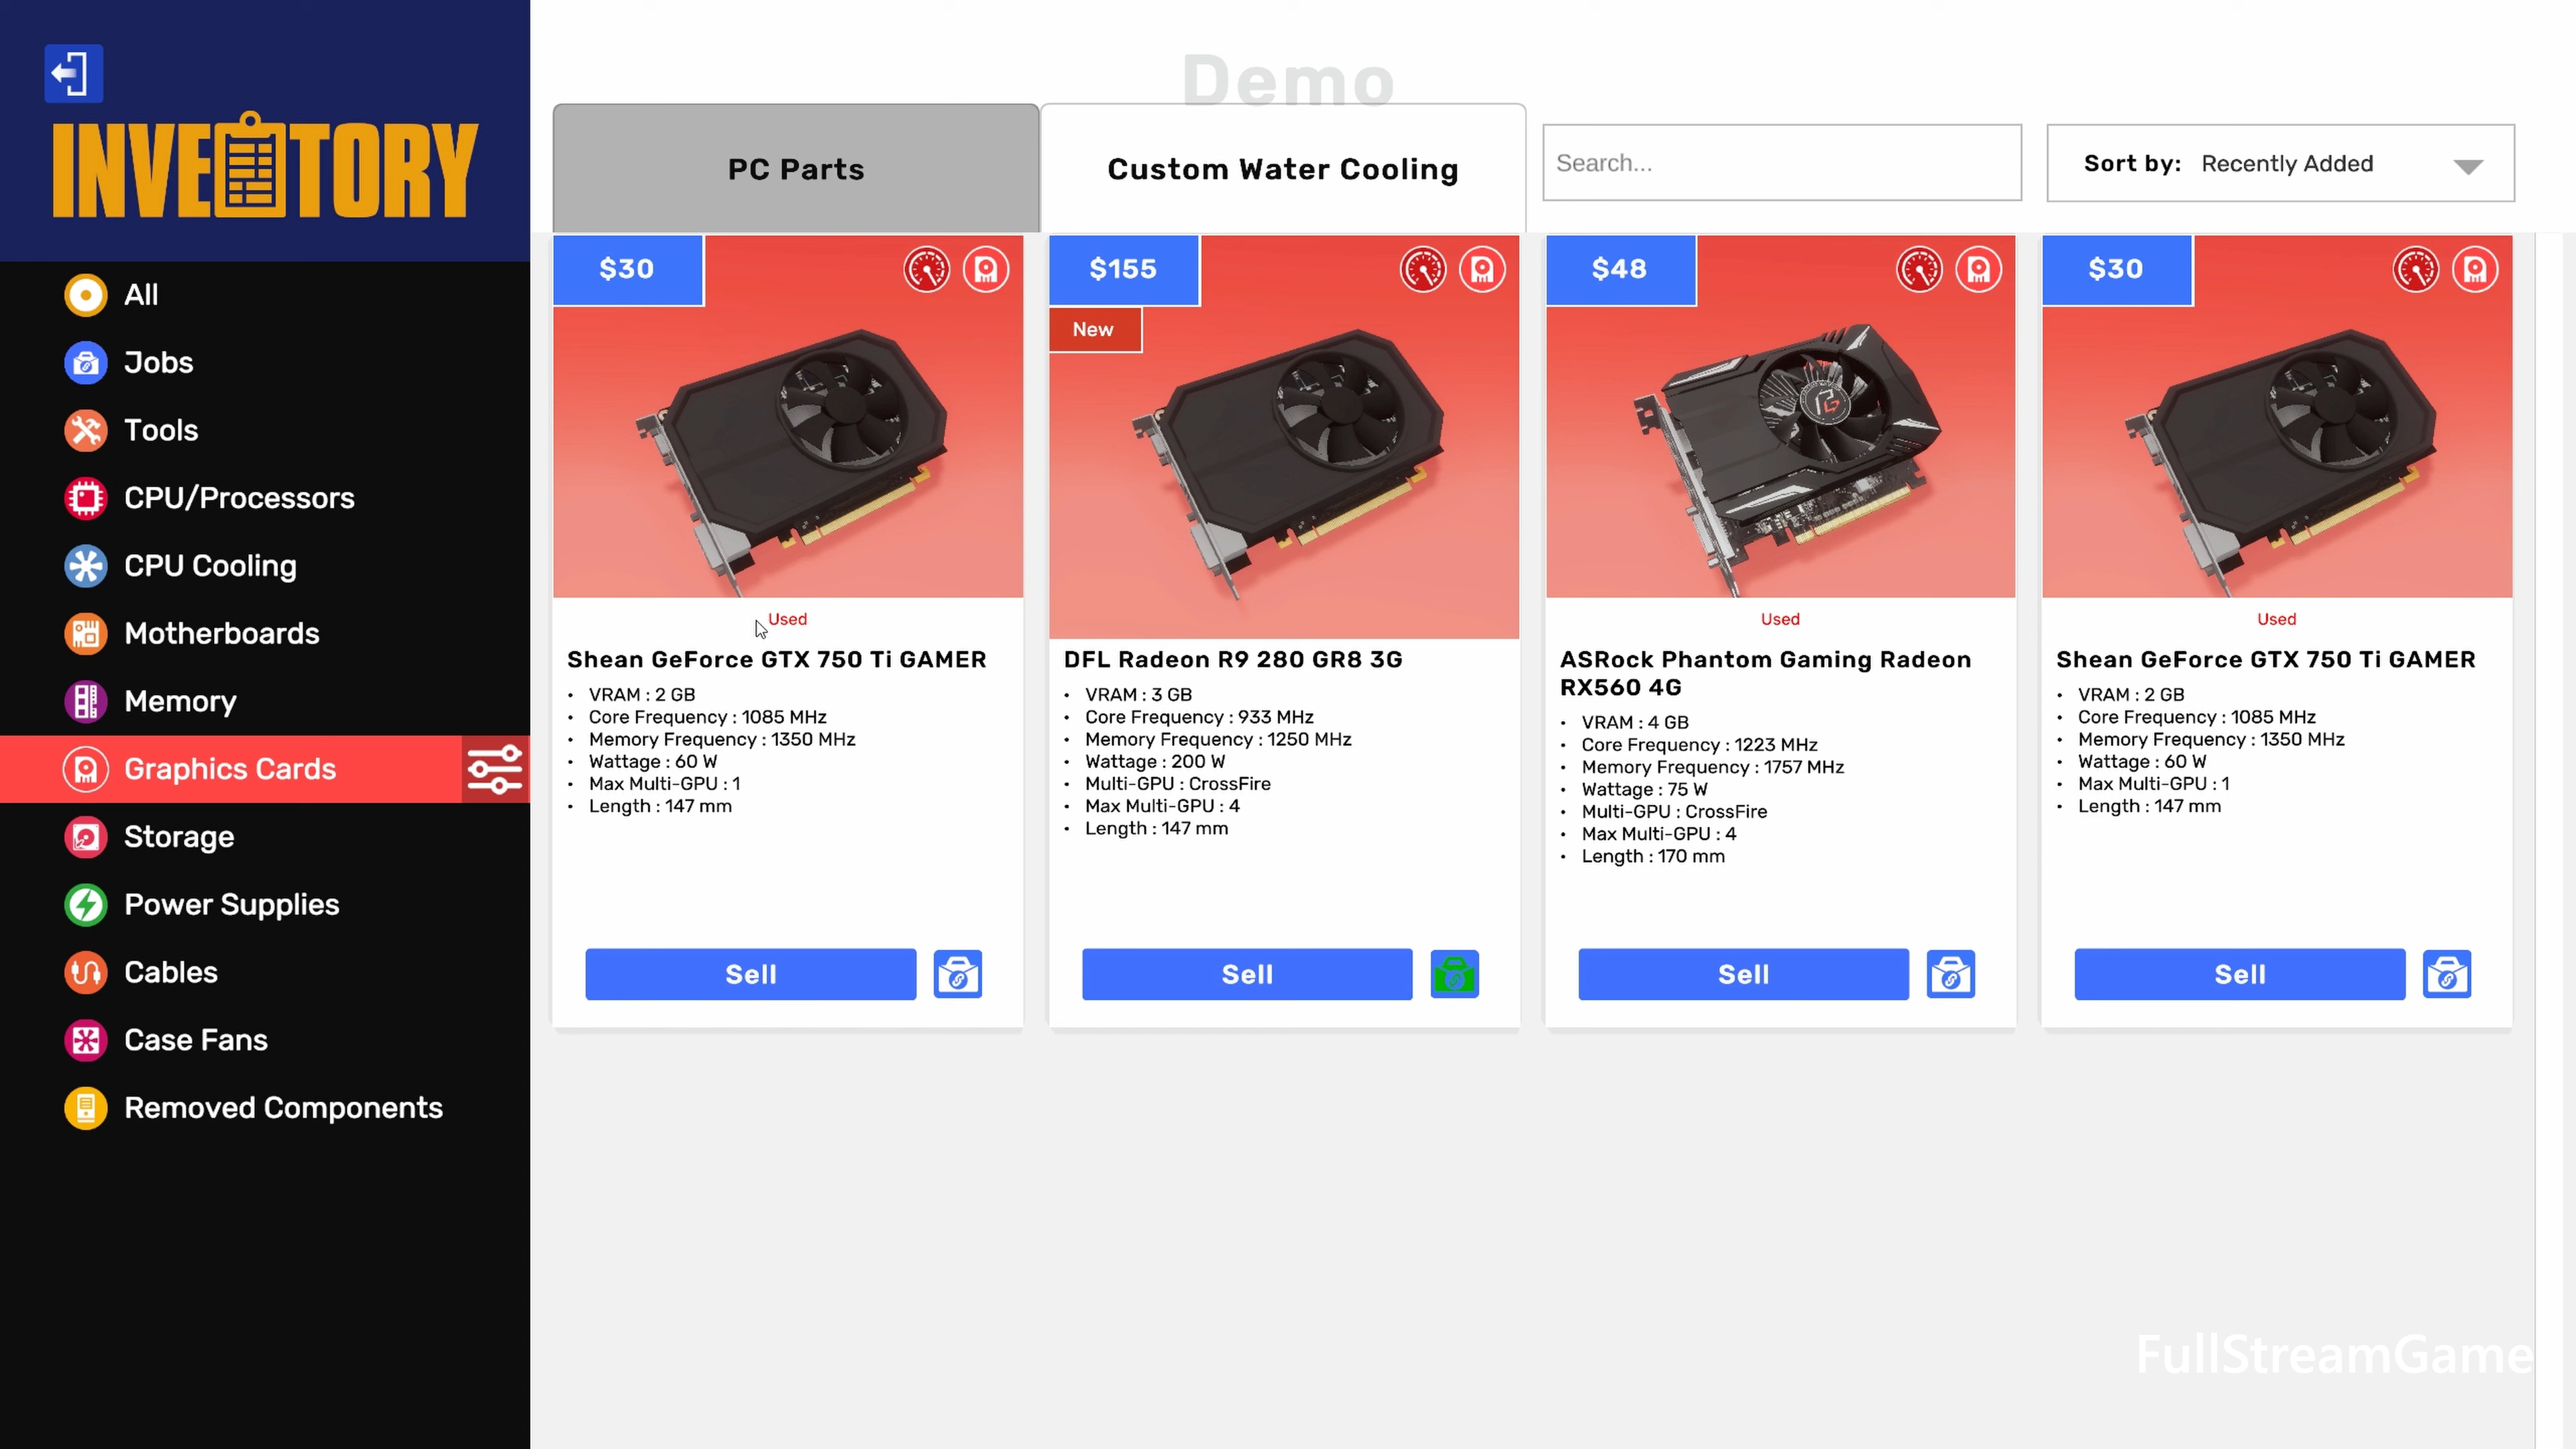 INVENTORY
All
Jobs
Tools
CPU/Processors
CPU Cooling
Motherboards
Memory
Graphics Cards
Storage
Power Supplies
Cables
Case Fans
Removed Components
Demo
PC Parts
Custom Water Cooling
Search...
Sort by: Recently Added
$30
Used
Shean GeForce GTX 750 Ti GAMER
• VRAM : 2 GB
• Core Frequency : 1085 MHz
• Memory Frequency : 1350 MHz
• Wattage : 60 W
• Max Multi-GPU : 1
• Length : 147 mm
Sell
$155
New
DFL Radeon R9 280 GR8 3G
• VRAM : 3 GB
• Core Frequency : 933 MHz
• Memory Frequency : 1250 MHz
• Wattage : 200 W
• Multi-GPU : CrossFire
• Max Multi-GPU : 4
• Length : 147 mm
Sell
$48
Used
ASRock Phantom Gaming Radeon
RX560 4G
• VRAM : 4 GB
• Core Frequency : 1223 MHz
• Memory Frequency : 1757 MHz
• Wattage : 75 W
• Multi-GPU : CrossFire
• Max Multi-GPU : 4
• Length : 170 mm
Sell
$30
Used
Shean GeForce GTX 750 Ti GAMER
• VRAM : 2 GB
• Core Frequency : 1085 MHz
• Memory Frequency : 1350 MHz
• Wattage : 60 W
• Max Multi-GPU : 1
• Length : 147 mm
Sell
FullStreamGame